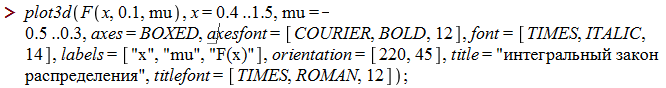 > plot3d(F(x, 0.1, mu), x = 0.4 ..1.5, mu = –
0.5 ..0.3, axes = BOXED, axesfont = [COURIER, BOLD, 12], font = [TIMES, ITALIC,
14], labels = ["x", "mu", "F(x)"], orientation = [220, 45], title = "интегральный закон
распределения", titlefont = [TIMES, ROMAN, 12]);